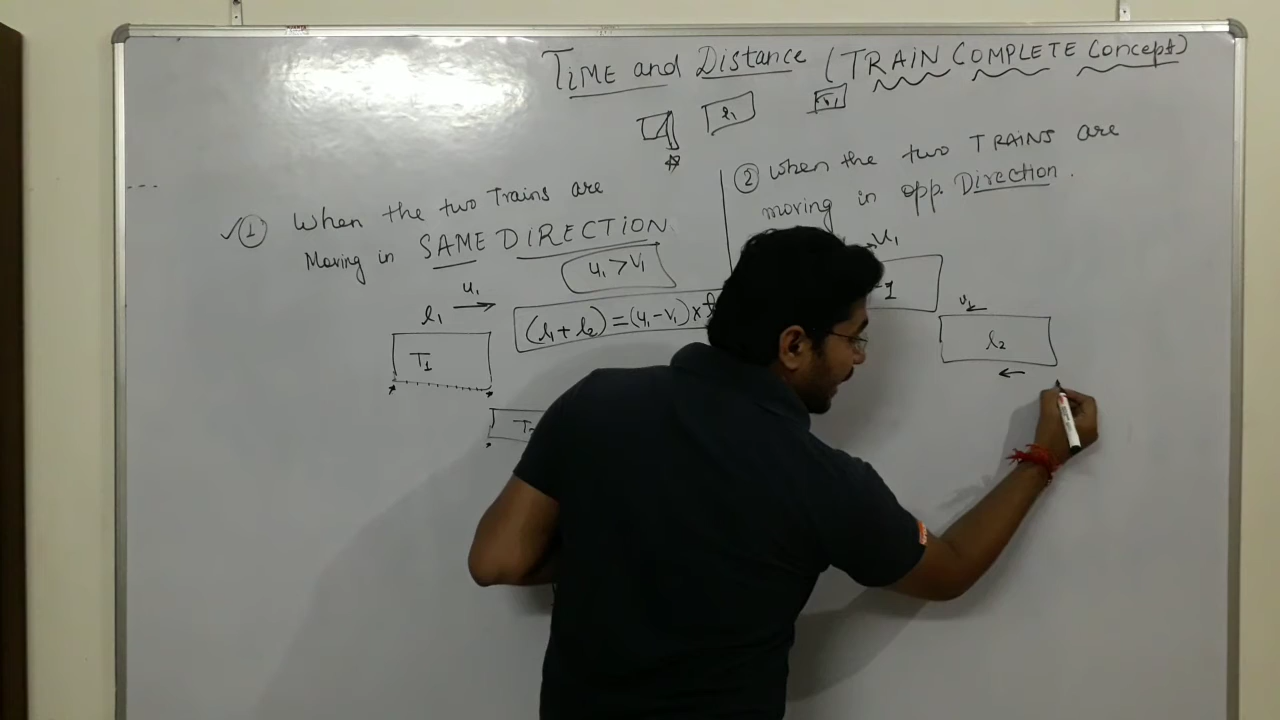 TiME and Distance (TRAiN COMPLETE Concept)
l1
① When the two Trains are
Moving in SAME DIRECTiON
u1 > v1
u1
l1
(l1 + l2) = (u1 - v1) ×
T1
② When the two TRAINS are
moving in opp. Direction.
U1
1
l2